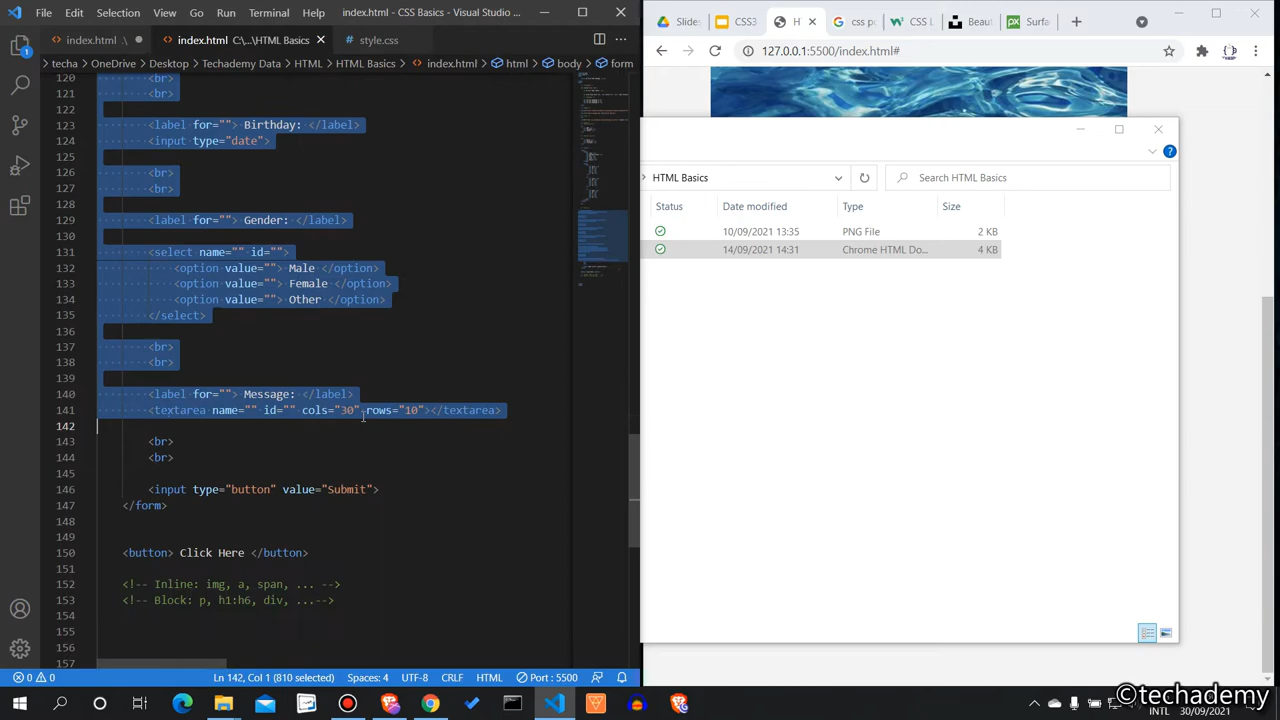 File Edit Selection View Go Run Terminal Help index.html - CSS Basics - Visual Studio ...
index.html .\ index.html C:\...\HTML Basics style.css
techa > OneDrive > Desktop > Techademy Data > HTML > HTML Basics > index.html > html > body > form
120 <br>
121 <br>
122
123 <label for=""> Birthday: </label>
124 <input type="date">
125
126 <br>
127 <br>
128
129 <label for=""> Gender: </label>
130
131 <select name="" id="">
132 <option value=""> Male </option>
133 <option value=""> Female </option>
134 <option value=""> Other </option>
135 </select>
136
137 <br>
138 <br>
139
140 <label for=""> Message: </label>
141 <textarea name="" id="" cols="30" rows="10"></textarea>
142
143 <br>
144 <br>
145
146 <input type="button" value="Submit">
147 </form>
148
149
150 <button> Click Here </button>
151
152 <!-- Inline: img, a, span, ... -->
153 <!-- Block: p, h1:h6, div, ...-->
154
155
156
157
0 0 Ln 142, Col 1 (810 selected) Spaces: 4 UTF-8 CRLF HTML Port : 5500
Slides CSS3 H css po CSS L Beaut Surfa
127.0.0.1:5500/index.html#
HTML Basics Search HTML Basics
Status Date modified Type Size
10/09/2021 13:35 PNG File 2 KB
14/09/2021 14:31 Chrome HTML Do... 4 KB
©techademy
INTL 30/09/2021